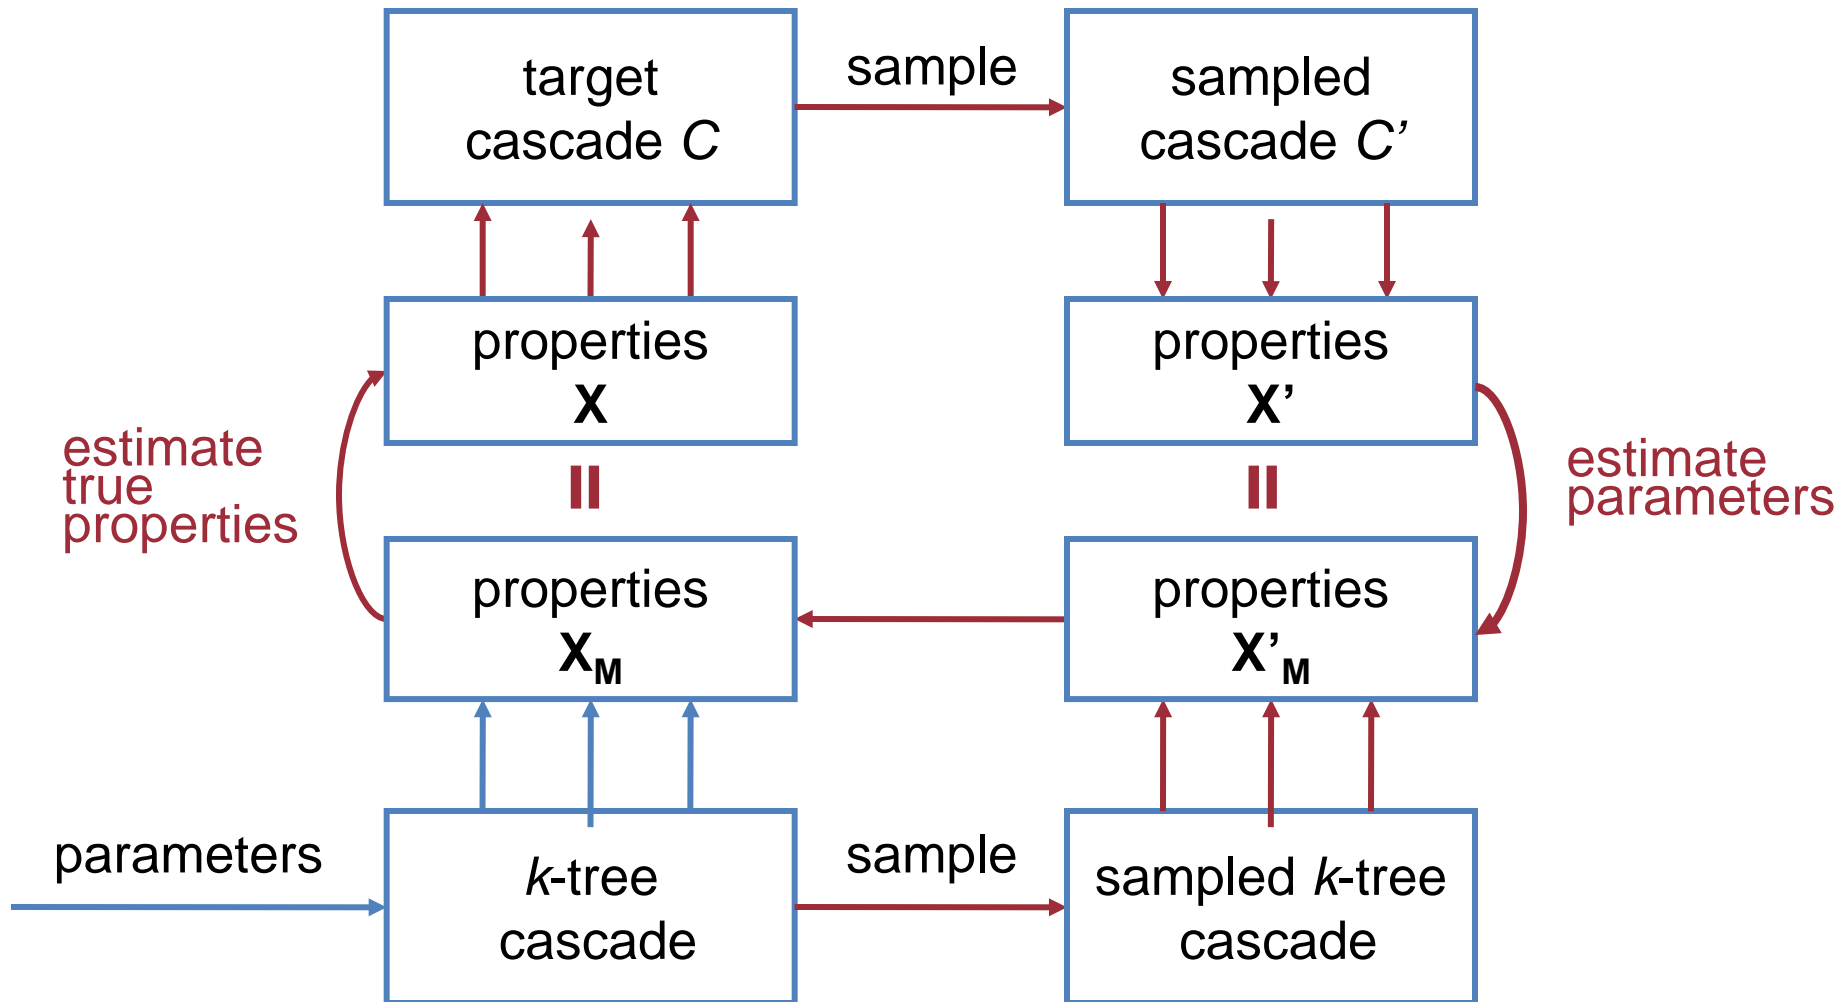 target
cascade C
sample
sampled
cascade C’
properties
X
properties
X’
estimate
true
properties
=
=
estimate
parameters
properties
X_M
properties
X’_M
parameters
k-tree
cascade
sample
sampled k-tree
cascade